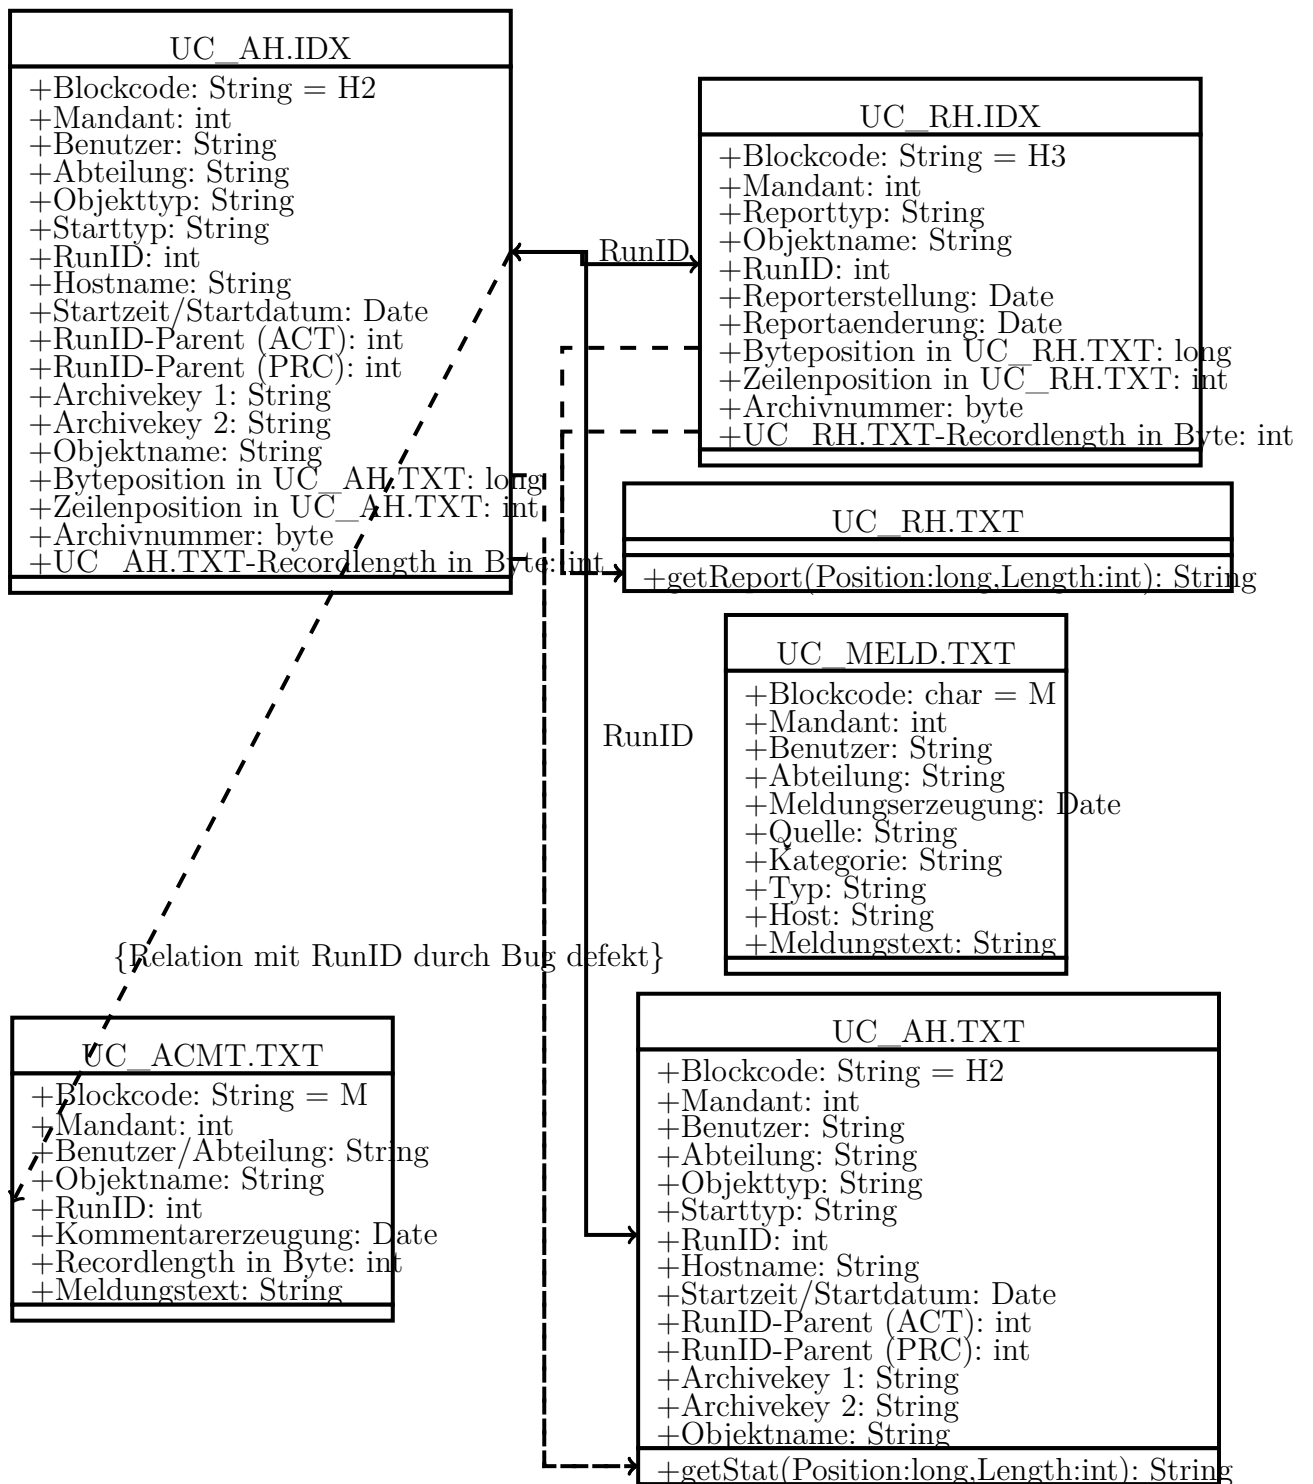 UC_AH.IDX
+Blockcode: String = H2
+Mandant: int
+Benutzer: String
+Abteilung: String
+Objekttyp: String
+Starttyp: String
+RunID: int
+Hostname: String
+Startzeit/Startdatum: Date
+RunID-Parent (ACT): int
+RunID-Parent (PRC): int
+Archivekey 1: String
+Archivekey 2: String
+Objektname: String
+Byteposition in UC_AH.TXT: long
+Zeilenposition in UC_AH.TXT: int
+Archivnummer: byte
+UC_AH.TXT-Recordlength in Byte: int
RunID
UC_RH.IDX
+Blockcode: String = H3
+Mandant: int
+Reporttyp: String
+Objektname: String
+RunID: int
+Reporterstellung: Date
+Reportaenderung: Date
+Byteposition in UC_RH.TXT: long
+Zeilenposition in UC_RH.TXT: int
+Archivnummer: byte
+UC_RH.TXT-Recordlength in Byte: int
UC_RH.TXT
+getReport(Position:long,Length:int): String
UC_MELD.TXT
+Blockcode: char = M
+Mandant: int
+Benutzer: String
+Abteilung: String
+Meldungserzeugung: Date
+Quelle: String
+Kategorie: String
+Typ: String
+Host: String
+Meldungstext: String
RunID
{Relation mit RunID durch Bug defekt}
UC_ACMT.TXT
+Blockcode: String = M
+Mandant: int
+Benutzer/Abteilung: String
+Objektname: String
+RunID: int
+Kommentarerzeugung: Date
+Recordlength in Byte: int
+Meldungstext: String
UC_AH.TXT
+Blockcode: String = H2
+Mandant: int
+Benutzer: String
+Abteilung: String
+Objekttyp: String
+Starttyp: String
+RunID: int
+Hostname: String
+Startzeit/Startdatum: Date
+RunID-Parent (ACT): int
+RunID-Parent (PRC): int
+Archivekey 1: String
+Archivekey 2: String
+Objektname: String
+getStat(Position:long,Length:int): String